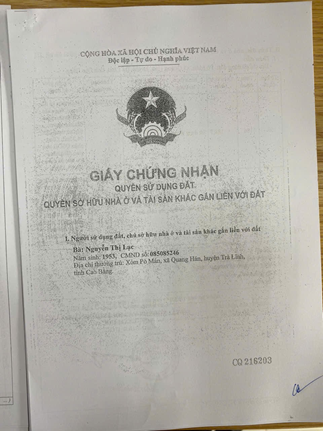 CỘNG HÒA XÃ HỘI CHỦ NGHĨA VIỆT NAM
Độc lập - Tự do - Hạnh phúc
GIẤY CHỨNG NHẬN
QUYỀN SỬ DỤNG ĐẤT
QUYỀN SỞ HỮU NHÀ Ở VÀ TÀI SẢN KHÁC GẮN LIỀN VỚI ĐẤT
I. Người sử dụng đất, chủ sở hữu nhà ở và tài sản khác gắn liền với đất
Bà: Nguyễn Thị Lạc
Năm sinh: 1953, CMND số: 085085246
Địa chỉ thường trú: Xóm Pò Mán, xã Quang Hán, huyện Trà Lĩnh,
tỉnh Cao Bằng.
CQ 216203